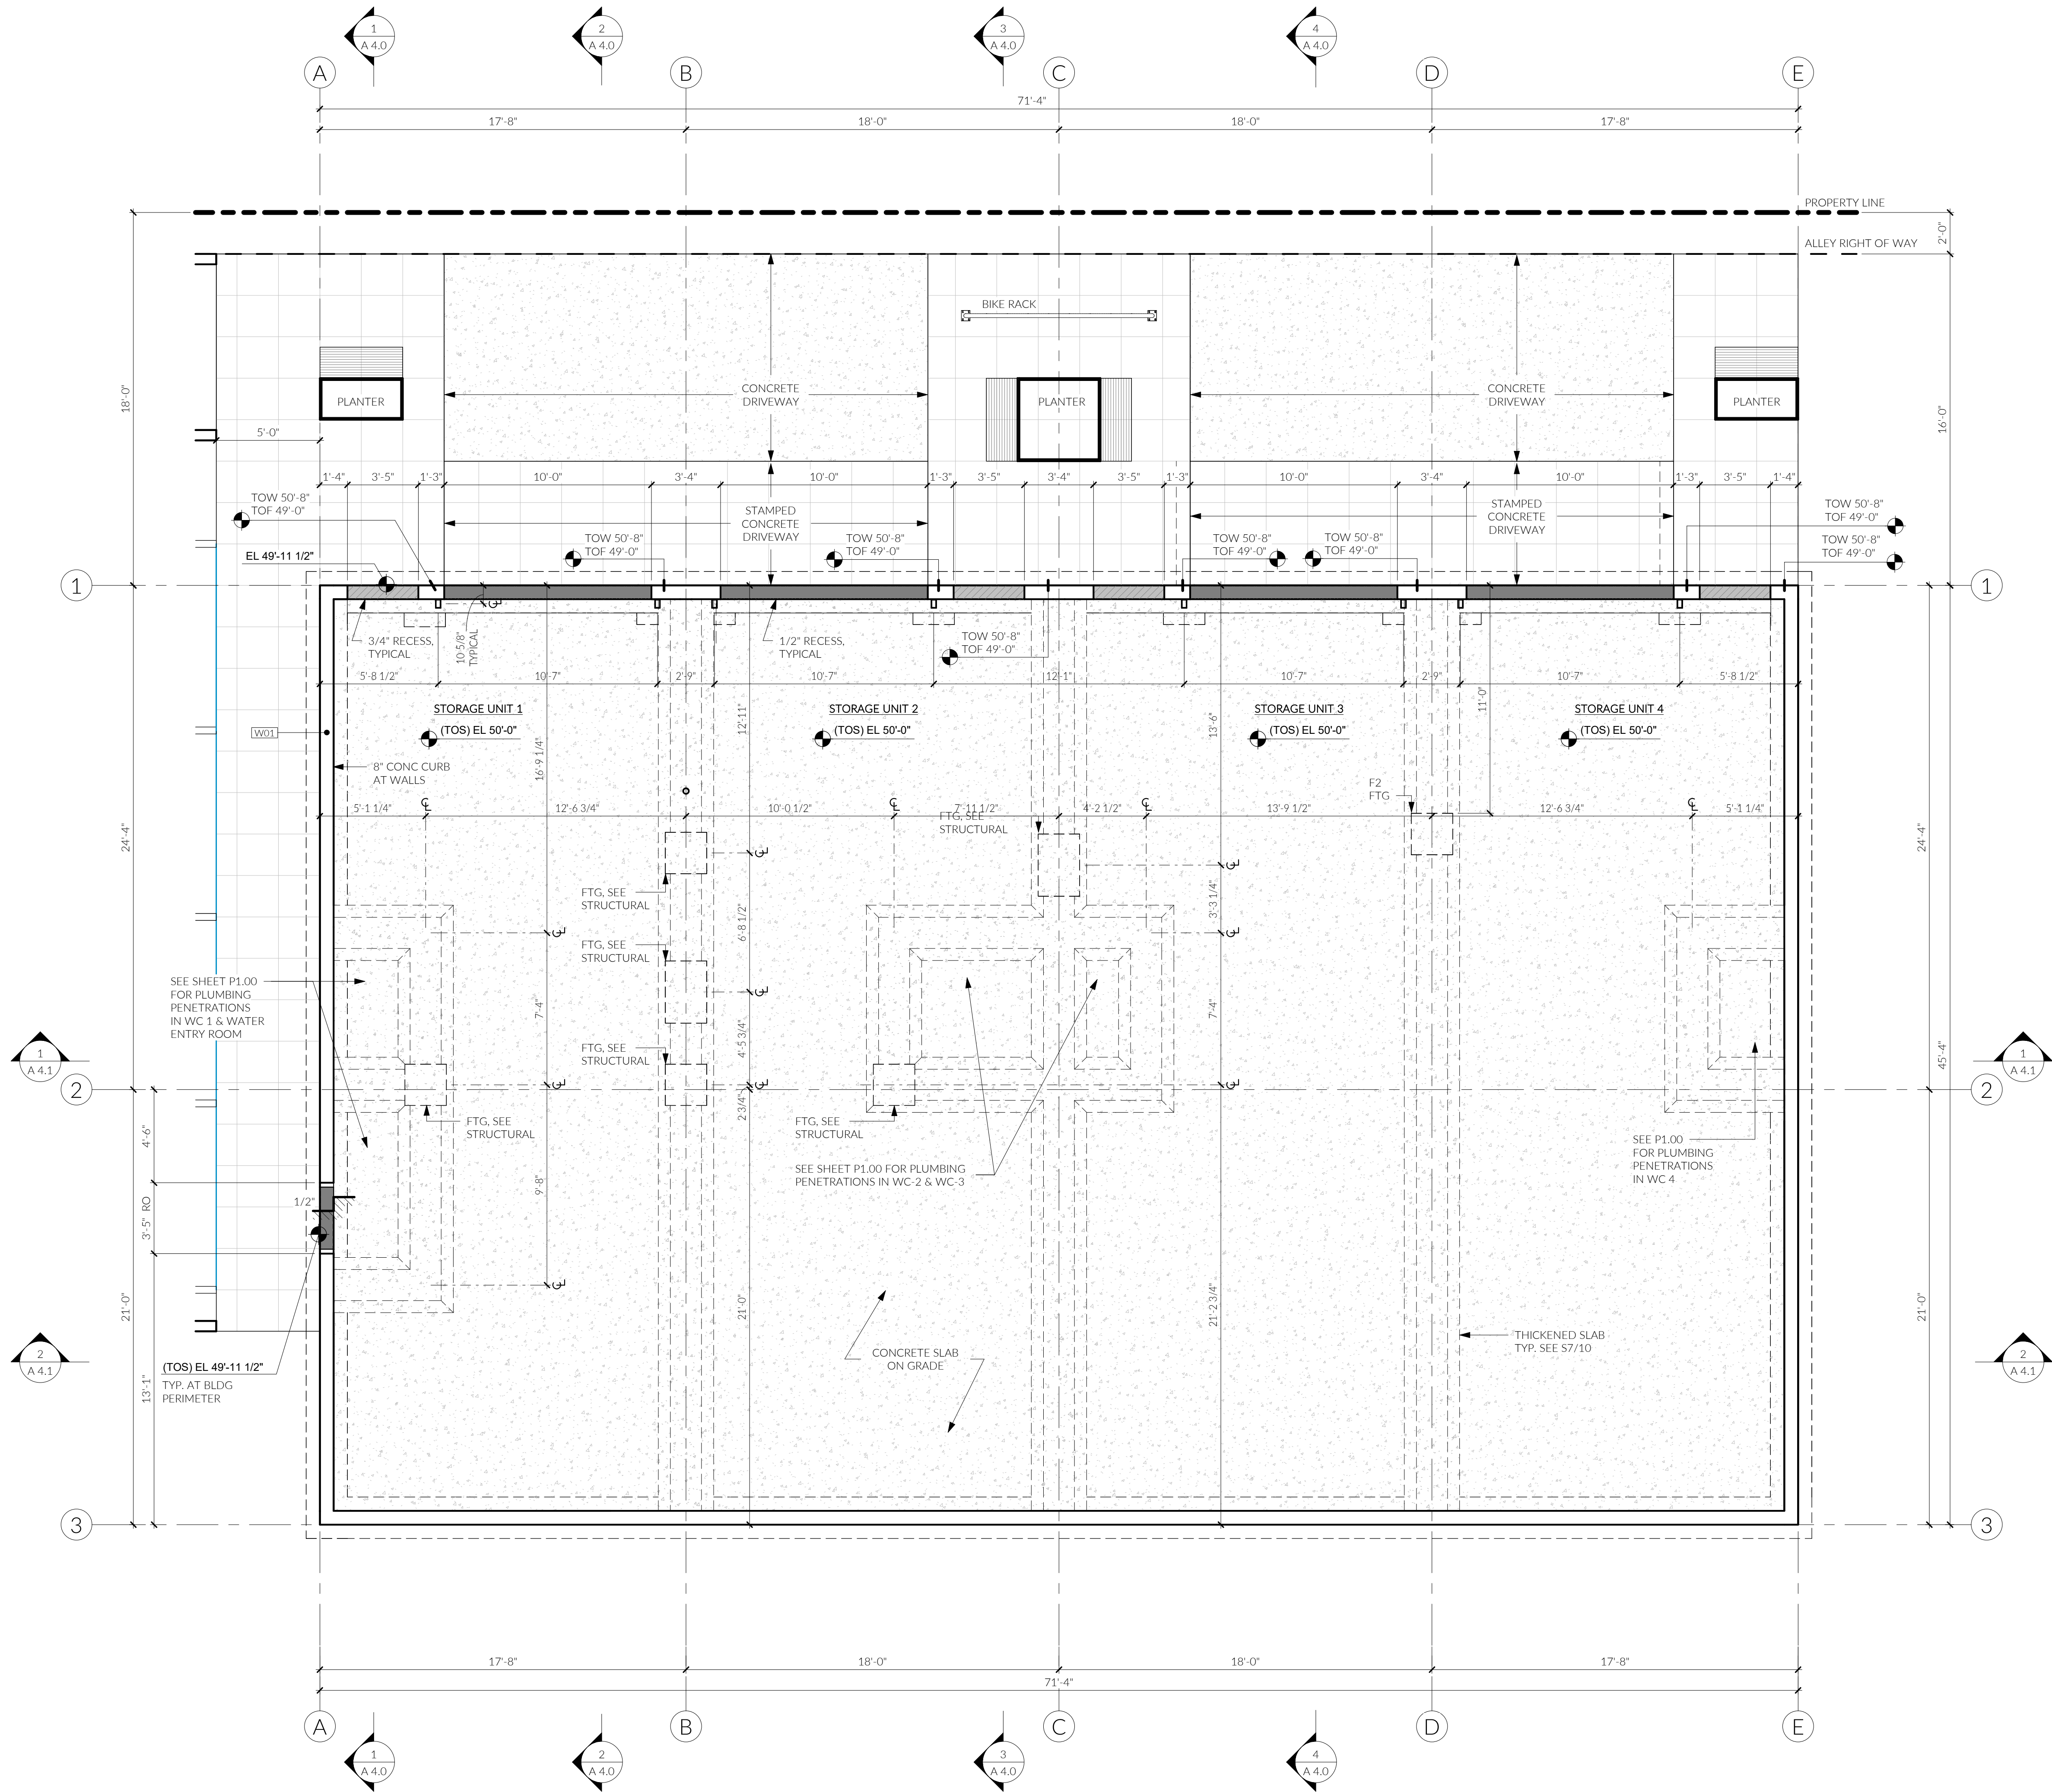 1
A 4.0
2
A 4.0
3
A 4.0
4
A 4.0
A
B
C
D
E
71'-4"
17'-8"
18'-0"
18'-0"
17'-8"
PROPERTY LINE
ALLEY RIGHT OF WAY
2'-0"
18'-0"
16'-0"
BIKE RACK
PLANTER
CONCRETE
DRIVEWAY
PLANTER
CONCRETE
DRIVEWAY
PLANTER
5'-0"
1'-4"
3'-5"
1'-3"
10'-0"
3'-4"
10'-0"
1'-3"
3'-5"
3'-4"
3'-5"
1'-3"
10'-0"
3'-4"
10'-0"
1'-3"
3'-5"
1'-4"
TOW 50'-8"
TOF 49'-0"
STAMPED
CONCRETE
DRIVEWAY
STAMPED
CONCRETE
DRIVEWAY
TOW 50'-8"
TOF 49'-0"
TOW 50'-8"
TOF 49'-0"
TOW 50'-8"
TOF 49'-0"
TOW 50'-8"
TOF 49'-0"
TOW 50'-8"
TOF 49'-0"
TOW 50'-8"
TOF 49'-0"
EL 49'-11 1/2"
1
1
3/4" RECESS,
TYPICAL
10 5/8"
TYPICAL
1/2" RECESS,
TYPICAL
TOW 50'-8"
TOF 49'-0"
5'-8 1/2"
10'-7"
2'-9"
10'-7"
12'-1"
10'-7"
2'-9"
10'-7"
5'-8 1/2"
STORAGE UNIT 1
(TOS) EL 50'-0"
STORAGE UNIT 2
(TOS) EL 50'-0"
STORAGE UNIT 3
(TOS) EL 50'-0"
STORAGE UNIT 4
(TOS) EL 50'-0"
16'-9 1/4"
12'-11"
13'-6"
11'-0"
W01
8" CONC CURB
AT WALLS
F2
FTG
5'-1 1/4"
12'-6 3/4"
10'-0 1/2"
7'-11 1/2"
4'-2 1/2"
13'-9 1/2"
12'-6 3/4"
5'-1 1/4"
FTG, SEE
STRUCTURAL
24'-4"
24'-4"
FTG, SEE
STRUCTURAL
6'-8 1/2"
3'-3 1/4"
FTG, SEE
STRUCTURAL
SEE SHEET P1.00
FOR PLUMBING
PENETRATIONS
IN WC 1 & WATER
ENTRY ROOM
7'-4"
4'-5 3/4"
7'-4"
FTG, SEE
STRUCTURAL
1
A 4.1
1
A 4.1
45'-4"
2
2
2 3/4"
4'-6"
FTG, SEE
STRUCTURAL
FTG, SEE
STRUCTURAL
SEE SHEET P1.00 FOR PLUMBING
PENETRATIONS IN WC-2 & WC-3
SEE P1.00
FOR PLUMBING
PENETRATIONS
IN WC 4
9'-8"
1/2"
3'-5" RO
21'-0"
21'-0"
21'-2 3/4"
21'-0"
THICKENED SLAB
TYP. SEE S7/10
CONCRETE SLAB
ON GRADE
2
A 4.1
2
A 4.1
(TOS) EL 49'-11 1/2"
TYP. AT BLDG
PERIMETER
13'-1"
3
3
17'-8"
18'-0"
18'-0"
17'-8"
71'-4"
A
B
C
D
E
1
A 4.0
2
A 4.0
3
A 4.0
4
A 4.0